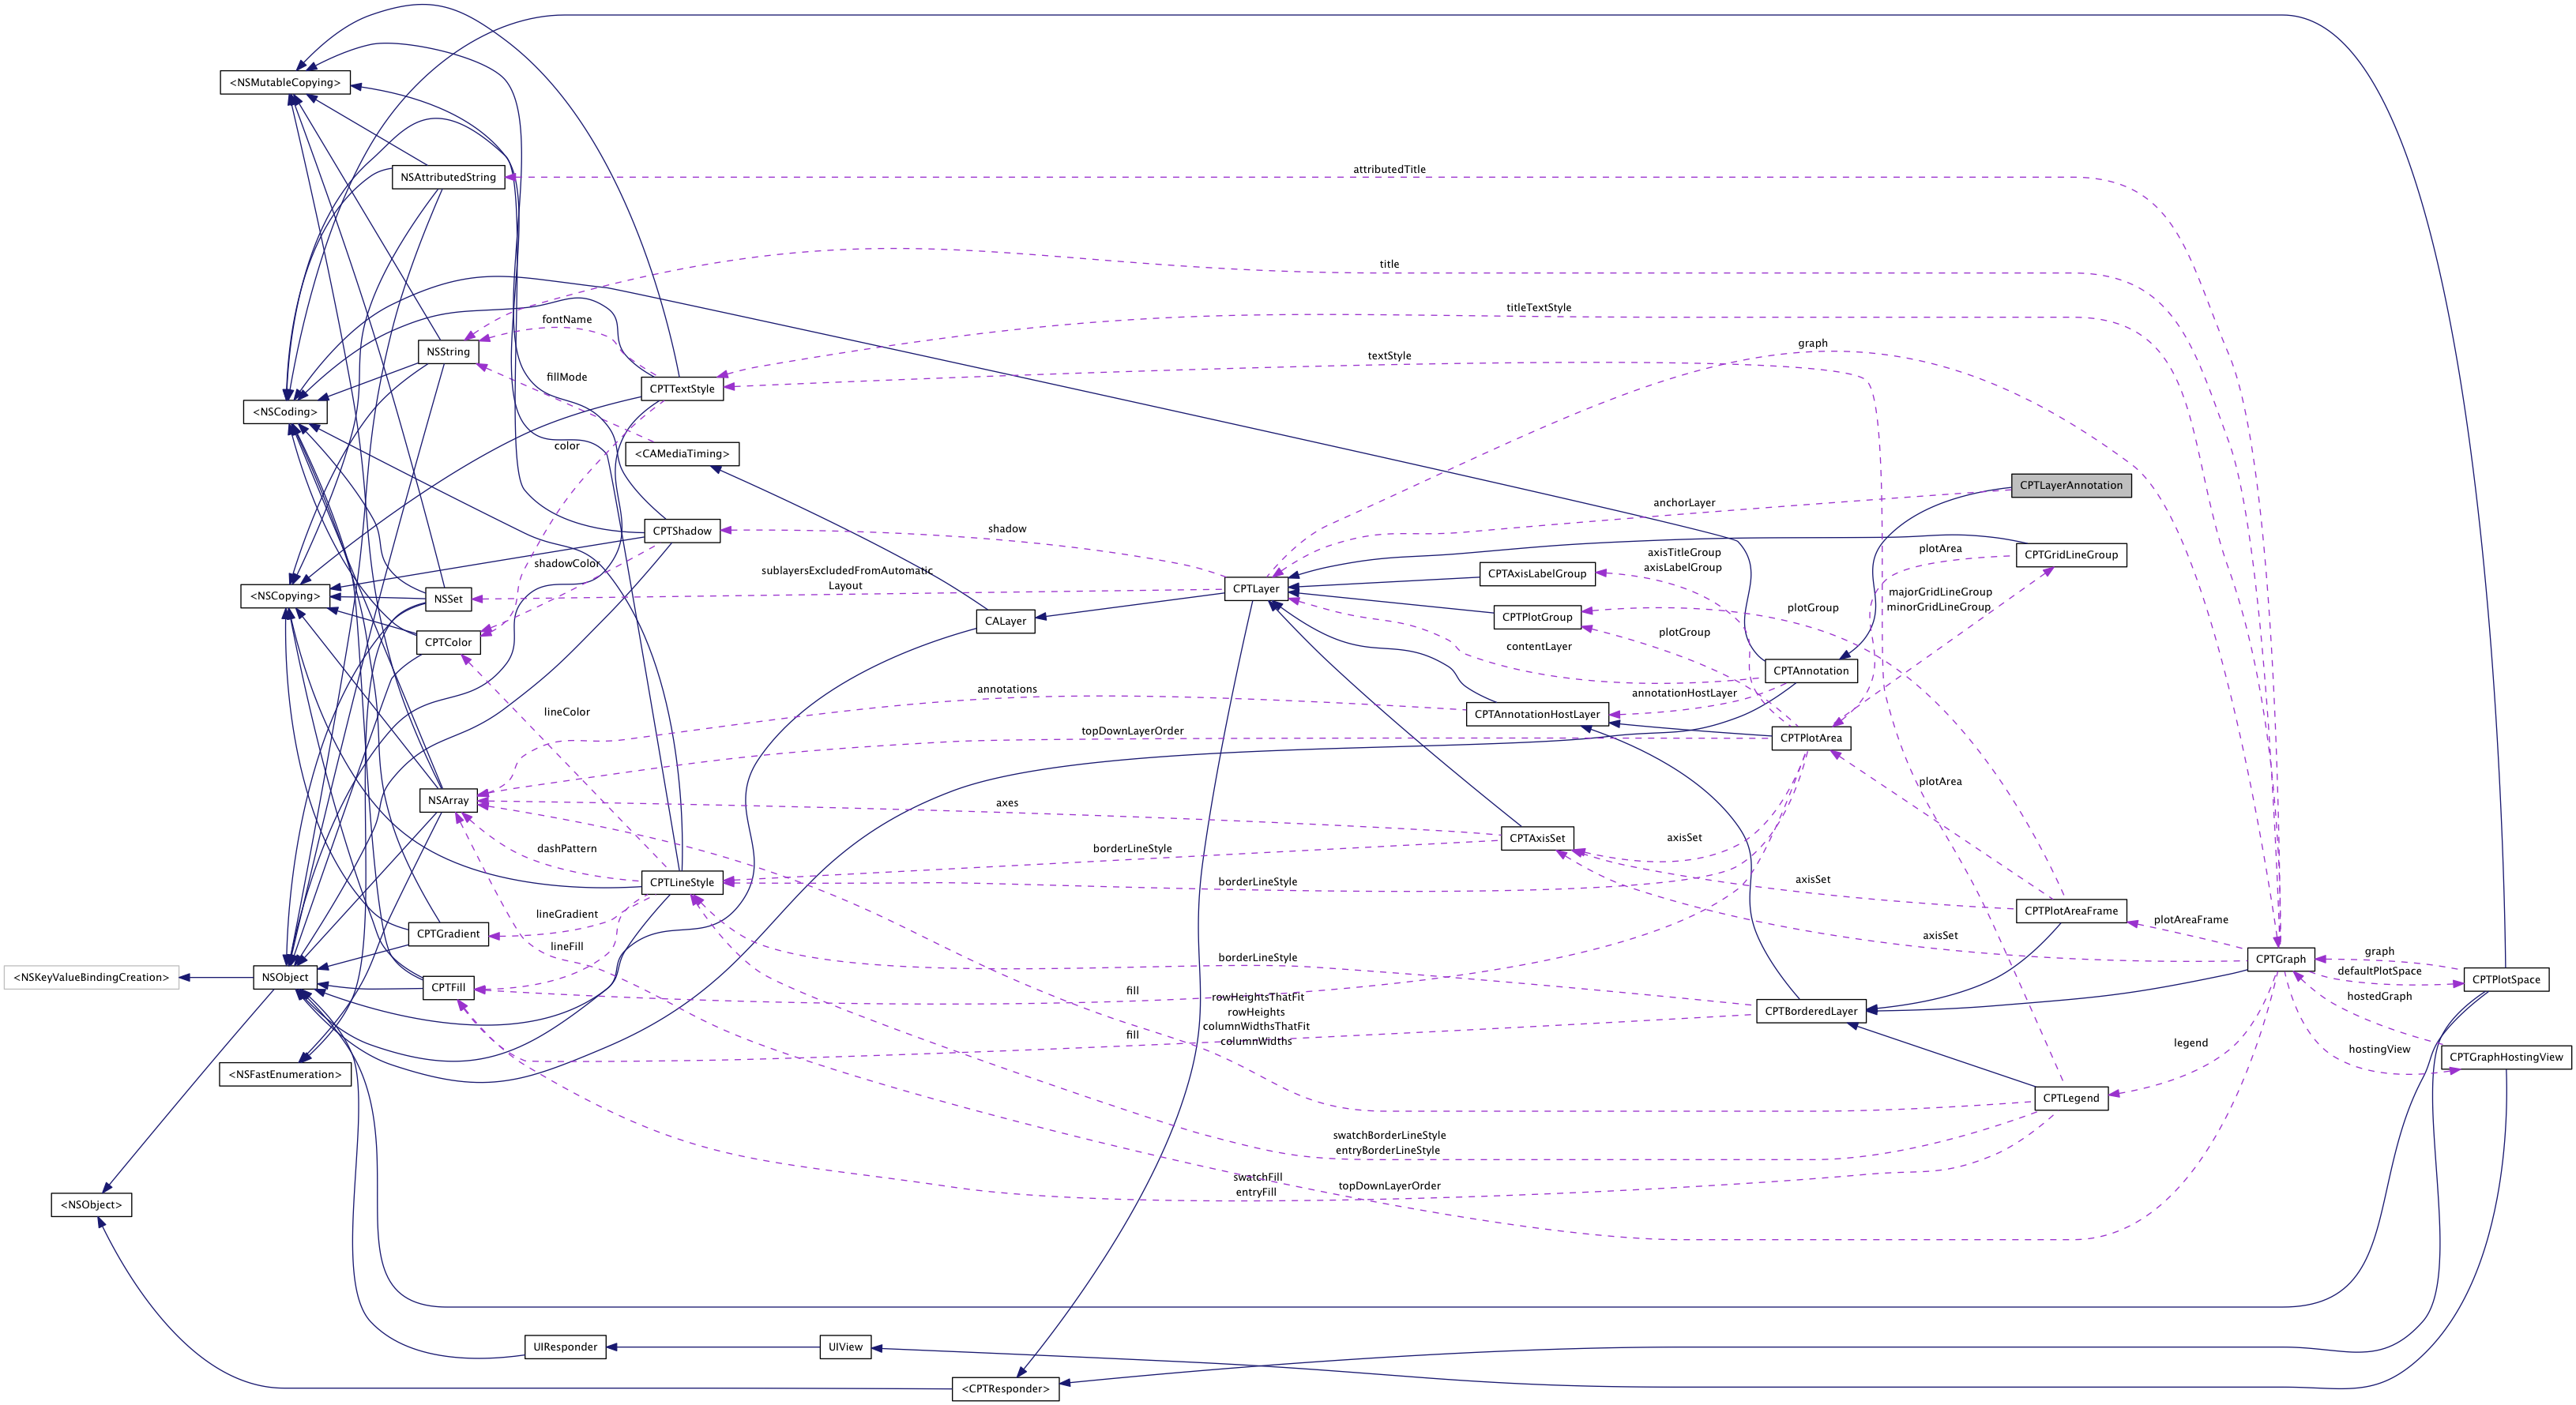 <NSMutableCopying>
NSAttributedString
attributedTitle
title
titleTextStyle
fontName
graph
NSString
textStyle
fillMode
CPTTextStyle
<NSCoding>
color
<CAMediaTiming>
CPTLayerAnnotation
anchorLayer
shadow
CPTShadow
plotArea
CPTGridLineGroup
axisTitleGroup
axisLabelGroup
shadowColor
sublayersExcludedFromAutomatic
Layout
CPTAxisLabelGroup
<NSCopying>
NSSet
CPTLayer
majorGridLineGroup
minorGridLineGroup
plotGroup
CALayer
CPTPlotGroup
plotGroup
CPTColor
contentLayer
CPTAnnotation
annotations
annotationHostLayer
lineColor
CPTAnnotationHostLayer
topDownLayerOrder
CPTPlotArea
plotArea
NSArray
axes
CPTAxisSet
axisSet
dashPattern
borderLineStyle
CPTLineStyle
borderLineStyle
axisSet
lineGradient
CPTPlotAreaFrame
plotAreaFrame
CPTGradient
axisSet
lineFill
graph
borderLineStyle
CPTGraph
defaultPlotSpace
<NSKeyValueBindingCreation>
NSObject
CPTPlotSpace
CPTFill
fill
rowHeightsThatFit
rowHeights
columnWidthsThatFit
columnWidths
hostedGraph
CPTBorderedLayer
fill
legend
hostingView
CPTGraphHostingView
<NSFastEnumeration>
CPTLegend
swatchBorderLineStyle
entryBorderLineStyle
swatchFill
entryFill
topDownLayerOrder
<NSObject>
UIResponder
UIView
<CPTResponder>